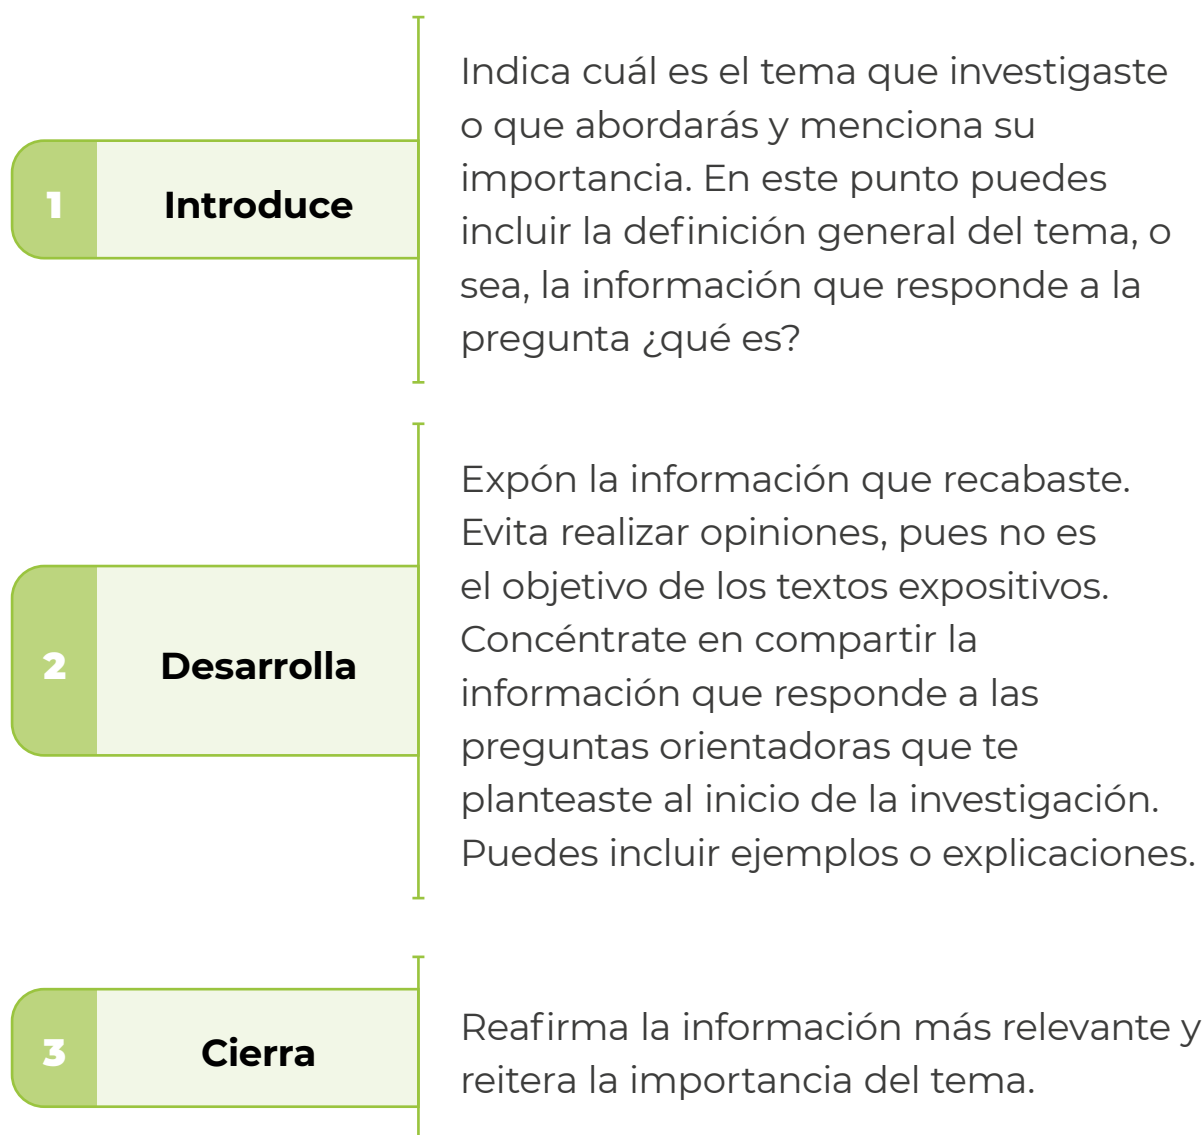 1
Introduce
Indica cuál es el tema que investigaste
o que abordarás y menciona su
importancia. En este punto puedes
incluir la definición general del tema, o
sea, la información que responde a la
pregunta ¿qué es?
2
Desarrolla
Expón la información que recabaste.
Evita realizar opiniones, pues no es
el objetivo de los textos expositivos.
Concéntrate en compartir la
información que responde a las
preguntas orientadoras que te
planteaste al inicio de la investigación.
Puedes incluir ejemplos o explicaciones.
3
Cierra
Reafirma la información más relevante y
reitera la importancia del tema.